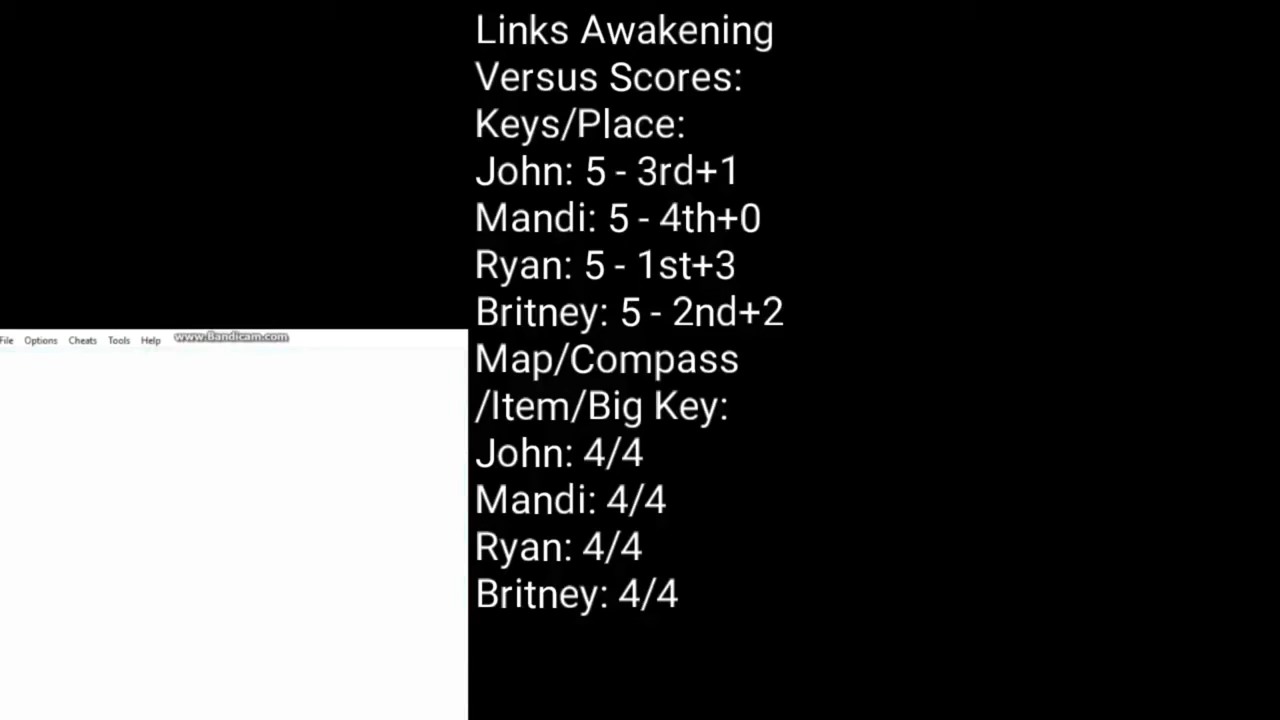 Links Awakening
Versus Scores:
Keys/Place:
John: 5 - 3rd+1
Mandi: 5 - 4th+0
Ryan: 5 - 1st+3
Britney: 5 - 2nd+2
Map/Compass
/Item/Big Key:
John: 4/4
Mandi: 4/4
Ryan: 4/4
Britney: 4/4
File Options Cheats Tools Help www.Bandicam.com